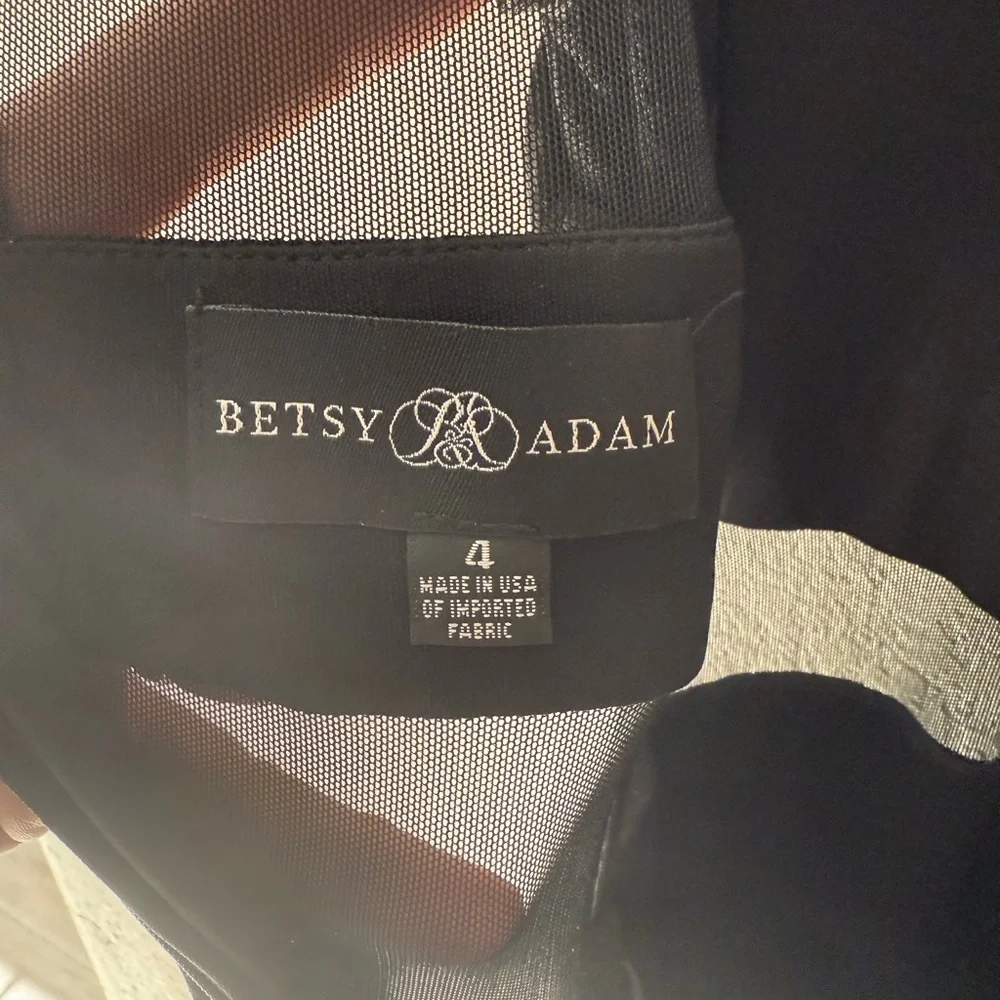 BETSY B&A ADAM
4
MADE IN USA
OF IMPORTED
FABRIC